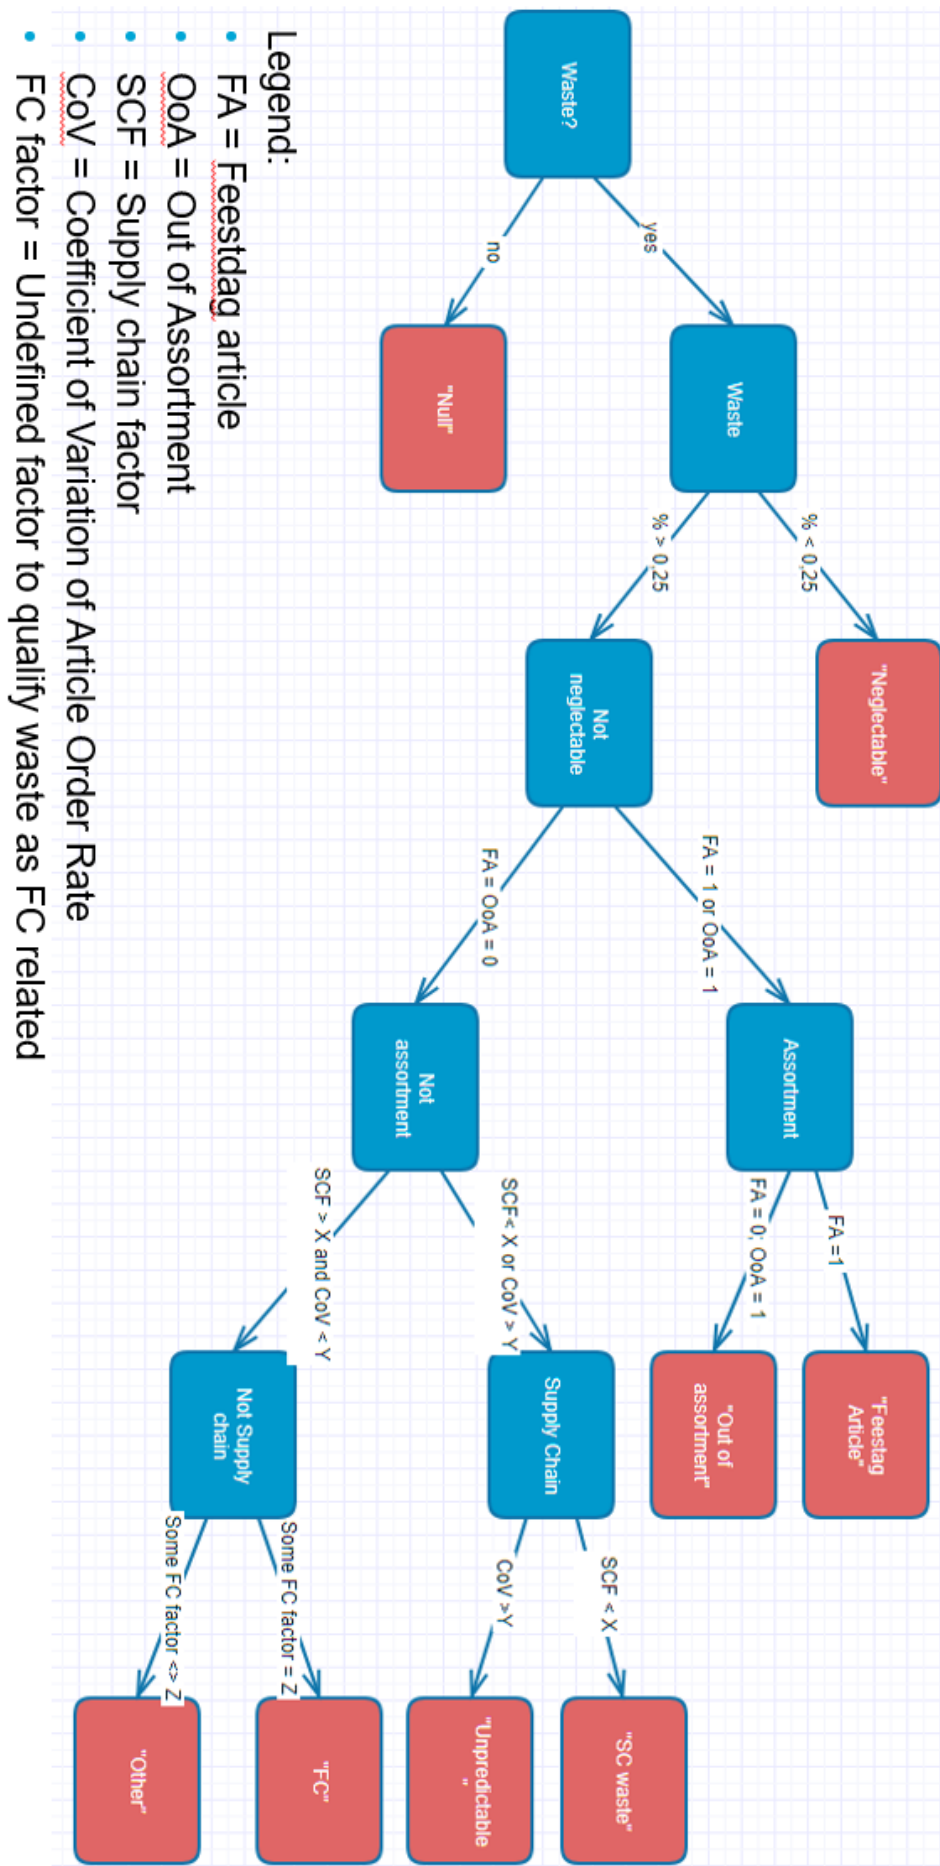 Waste?
yes
no
Waste
"Null"
% < 0,25
% > 0,25
"Neglectable"
Not
neglectable
FA = 1 or OoA = 1
FA = OoA = 0
Assortment
Not
assortment
FA =1
FA = 0; OoA = 1
SCF< X or CoV > Y
SCF > X and CoV < Y
"Feestag
Article"
"Out of
assortment"
Supply Chain
Not Supply
chain
SCF < X
CoV >Y
Some FC factor = Z
Some FC factor <> Z
"SC waste"
"Unpredictable
"
"FC"
"Other"
Legend:
• FA = Feestdag article
• OoA = Out of Assortment
• SCF = Supply chain factor
• CoV = Coefficient of Variation of Article Order Rate
• FC factor = Undefined factor to qualify waste as FC related